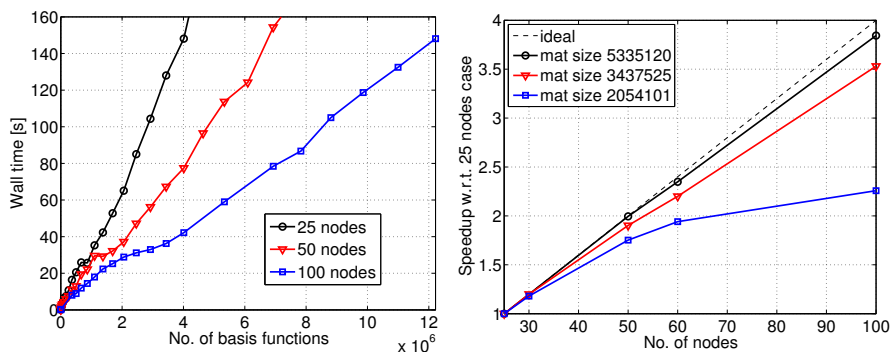 160
140
120
100
80
60
40
20
0
Wall time [s]
25 nodes
50 nodes
100 nodes
0
2
4
6
8
10
12
No. of basis functions
x 10^6
4
3.5
3
2.5
2
1.5
1
Speedup w.r.t. 25 nodes case
ideal
mat size 5335120
mat size 3437525
mat size 2054101
30
40
50
60
70
80
90
100
No. of nodes